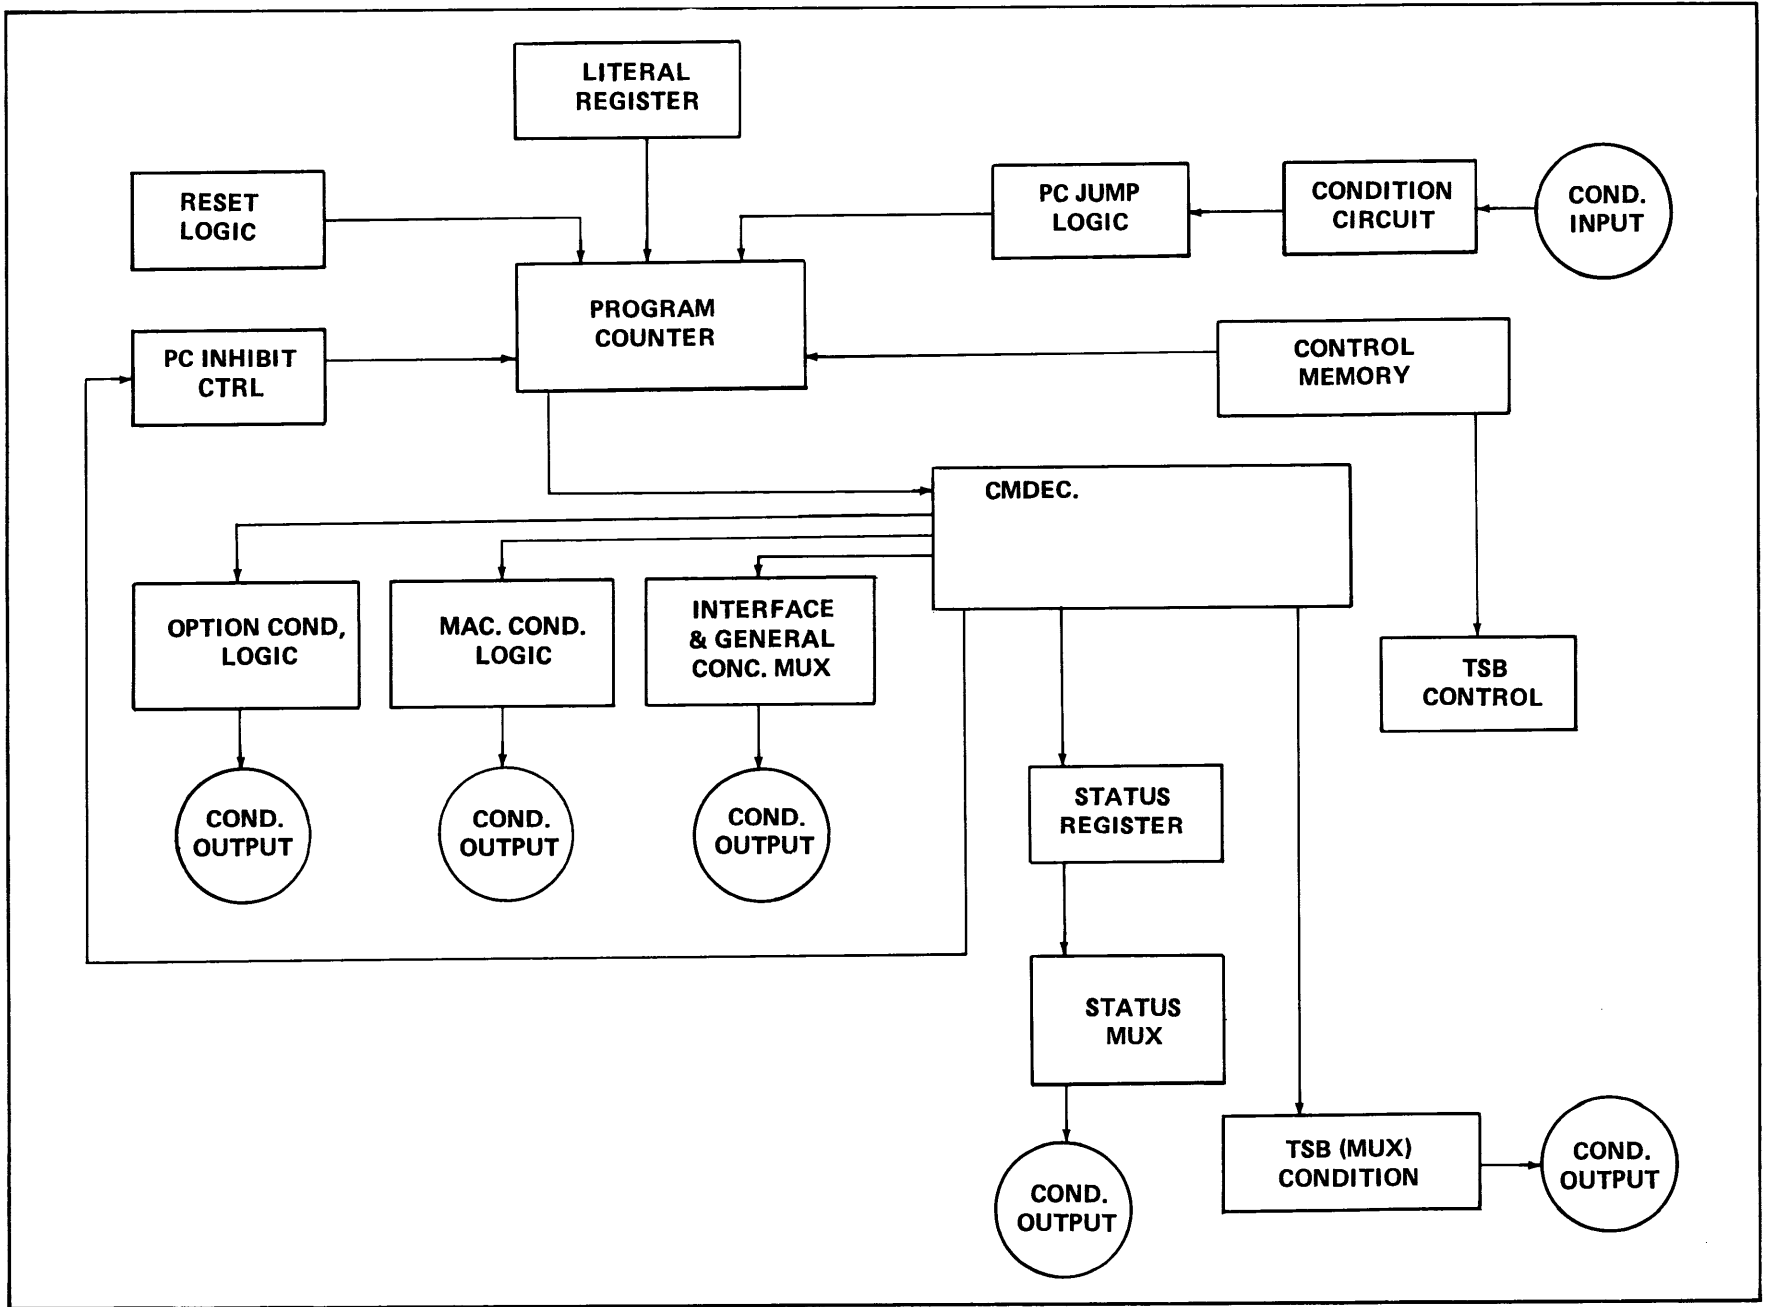 LITERAL
REGISTER
RESET
LOGIC
PC JUMP
LOGIC
CONDITION
CIRCUIT
COND.
INPUT
PROGRAM
COUNTER
PC INHIBIT
CTRL
CONTROL
MEMORY
CMDEC.
OPTION COND,
LOGIC
MAC. COND.
LOGIC
INTERFACE
& GENERAL
CONC. MUX
TSB
CONTROL
COND.
OUTPUT
COND.
OUTPUT
COND.
OUTPUT
STATUS
REGISTER
STATUS
MUX
TSB (MUX)
CONDITION
COND.
OUTPUT
COND.
OUTPUT